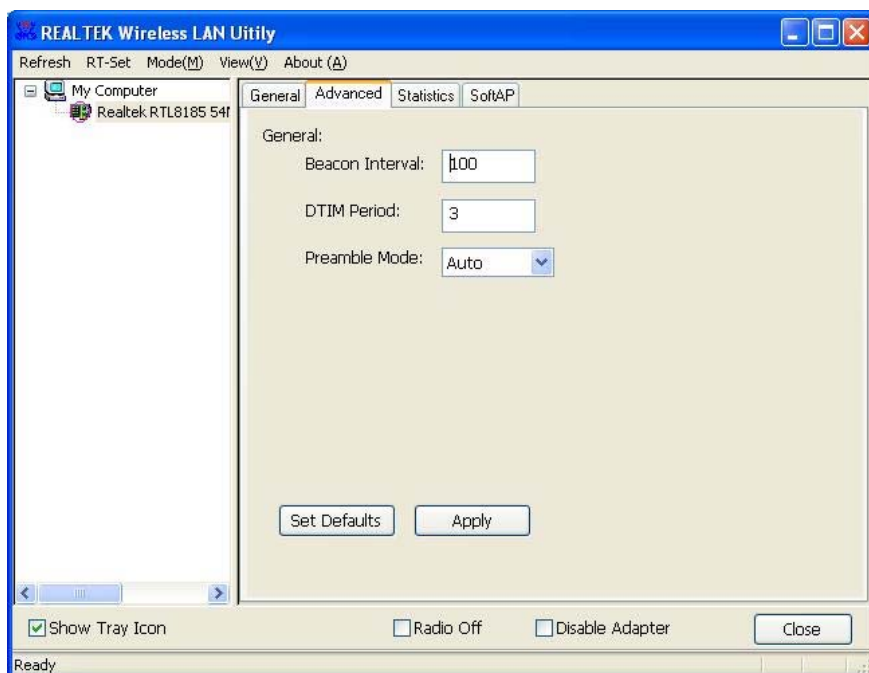 REALTEK Wireless LAN Uitily
Refresh RT-Set Mode(M) View(V) About (A)
My Computer
Realtek RTL8185 54
General Advanced Statistics SoftAP
General:
Beacon Interval: 100
DTIM Period: 3
Preamble Mode: Auto
Set Defaults Apply
Show Tray Icon Radio Off Disable Adapter Close
Ready